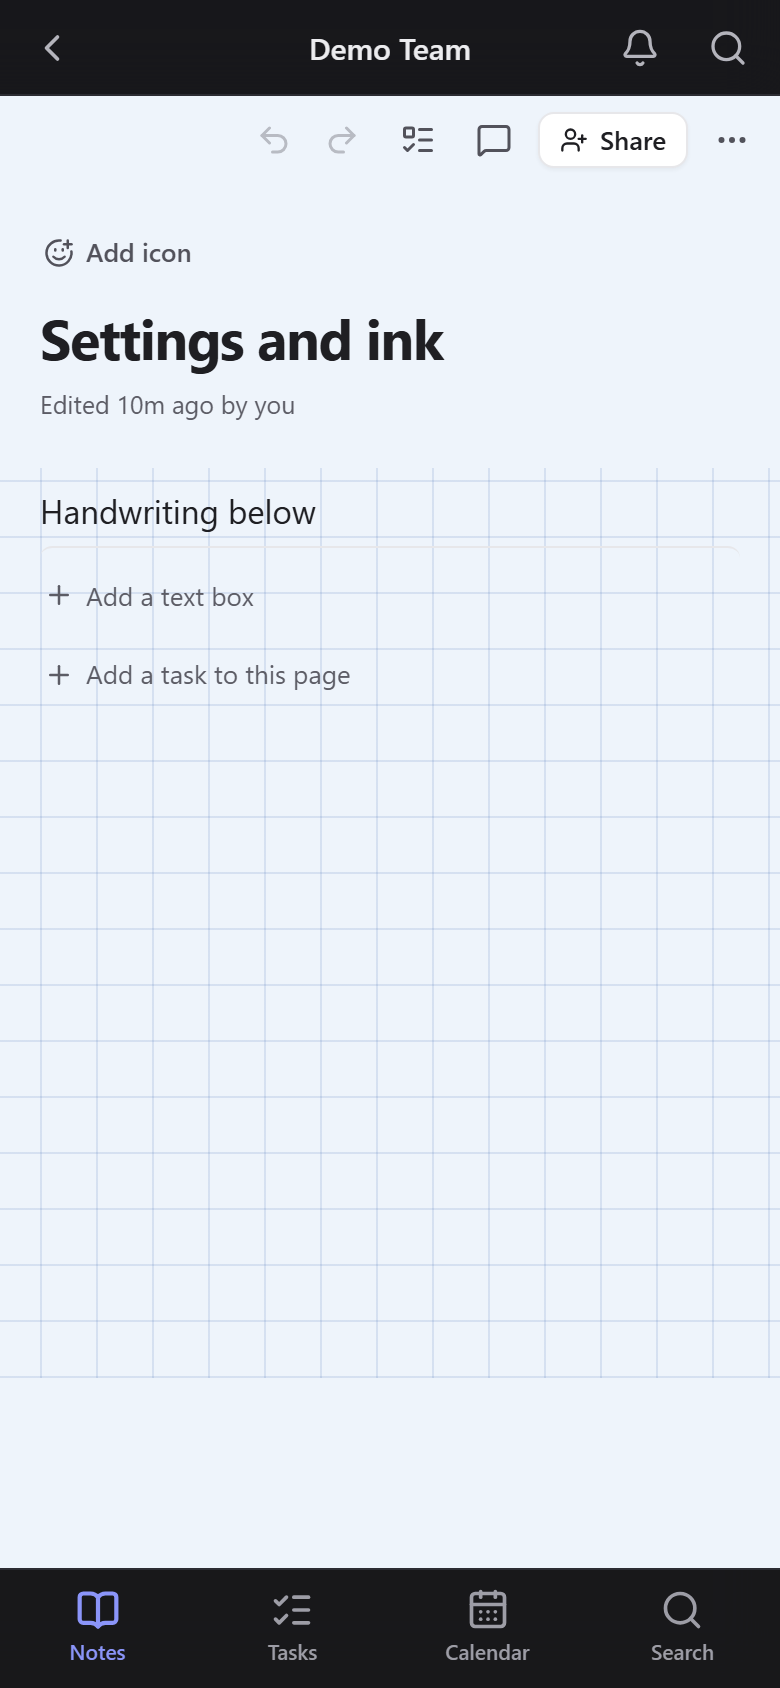 Demo Team
Share
Add icon
Settings and ink
Edited 10m ago by you
Handwriting below
Add a text box
Add a task to this page
Notes
Tasks
Calendar
Search